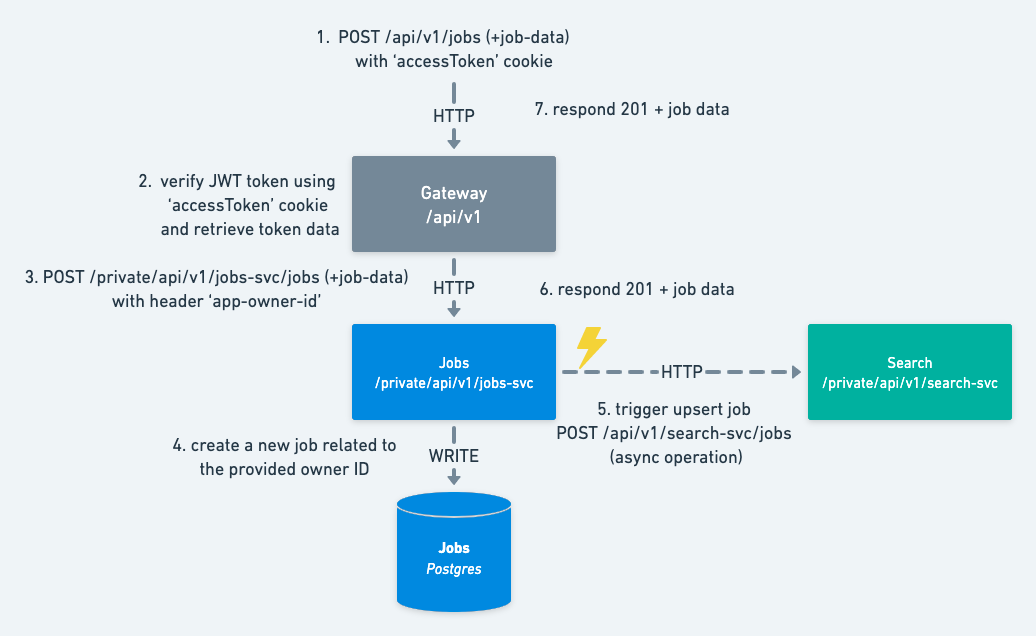 1. POST /api/v1/jobs (+job-data)
with ‘accessToken’ cookie
HTTP
7. respond 201 + job data
2. verify JWT token using
‘accessToken’ cookie
and retrieve token data
Gateway
/api/v1
3. POST /private/api/v1/jobs-svc/jobs (+job-data)
with header ‘app-owner-id’
HTTP
6. respond 201 + job data
Jobs
/private/api/v1/jobs-svc
HTTP
Search
/private/api/v1/search-svc
5. trigger upsert job
POST /api/v1/search-svc/jobs
(async operation)
4. create a new job related to
the provided owner ID
WRITE
Jobs
Postgres